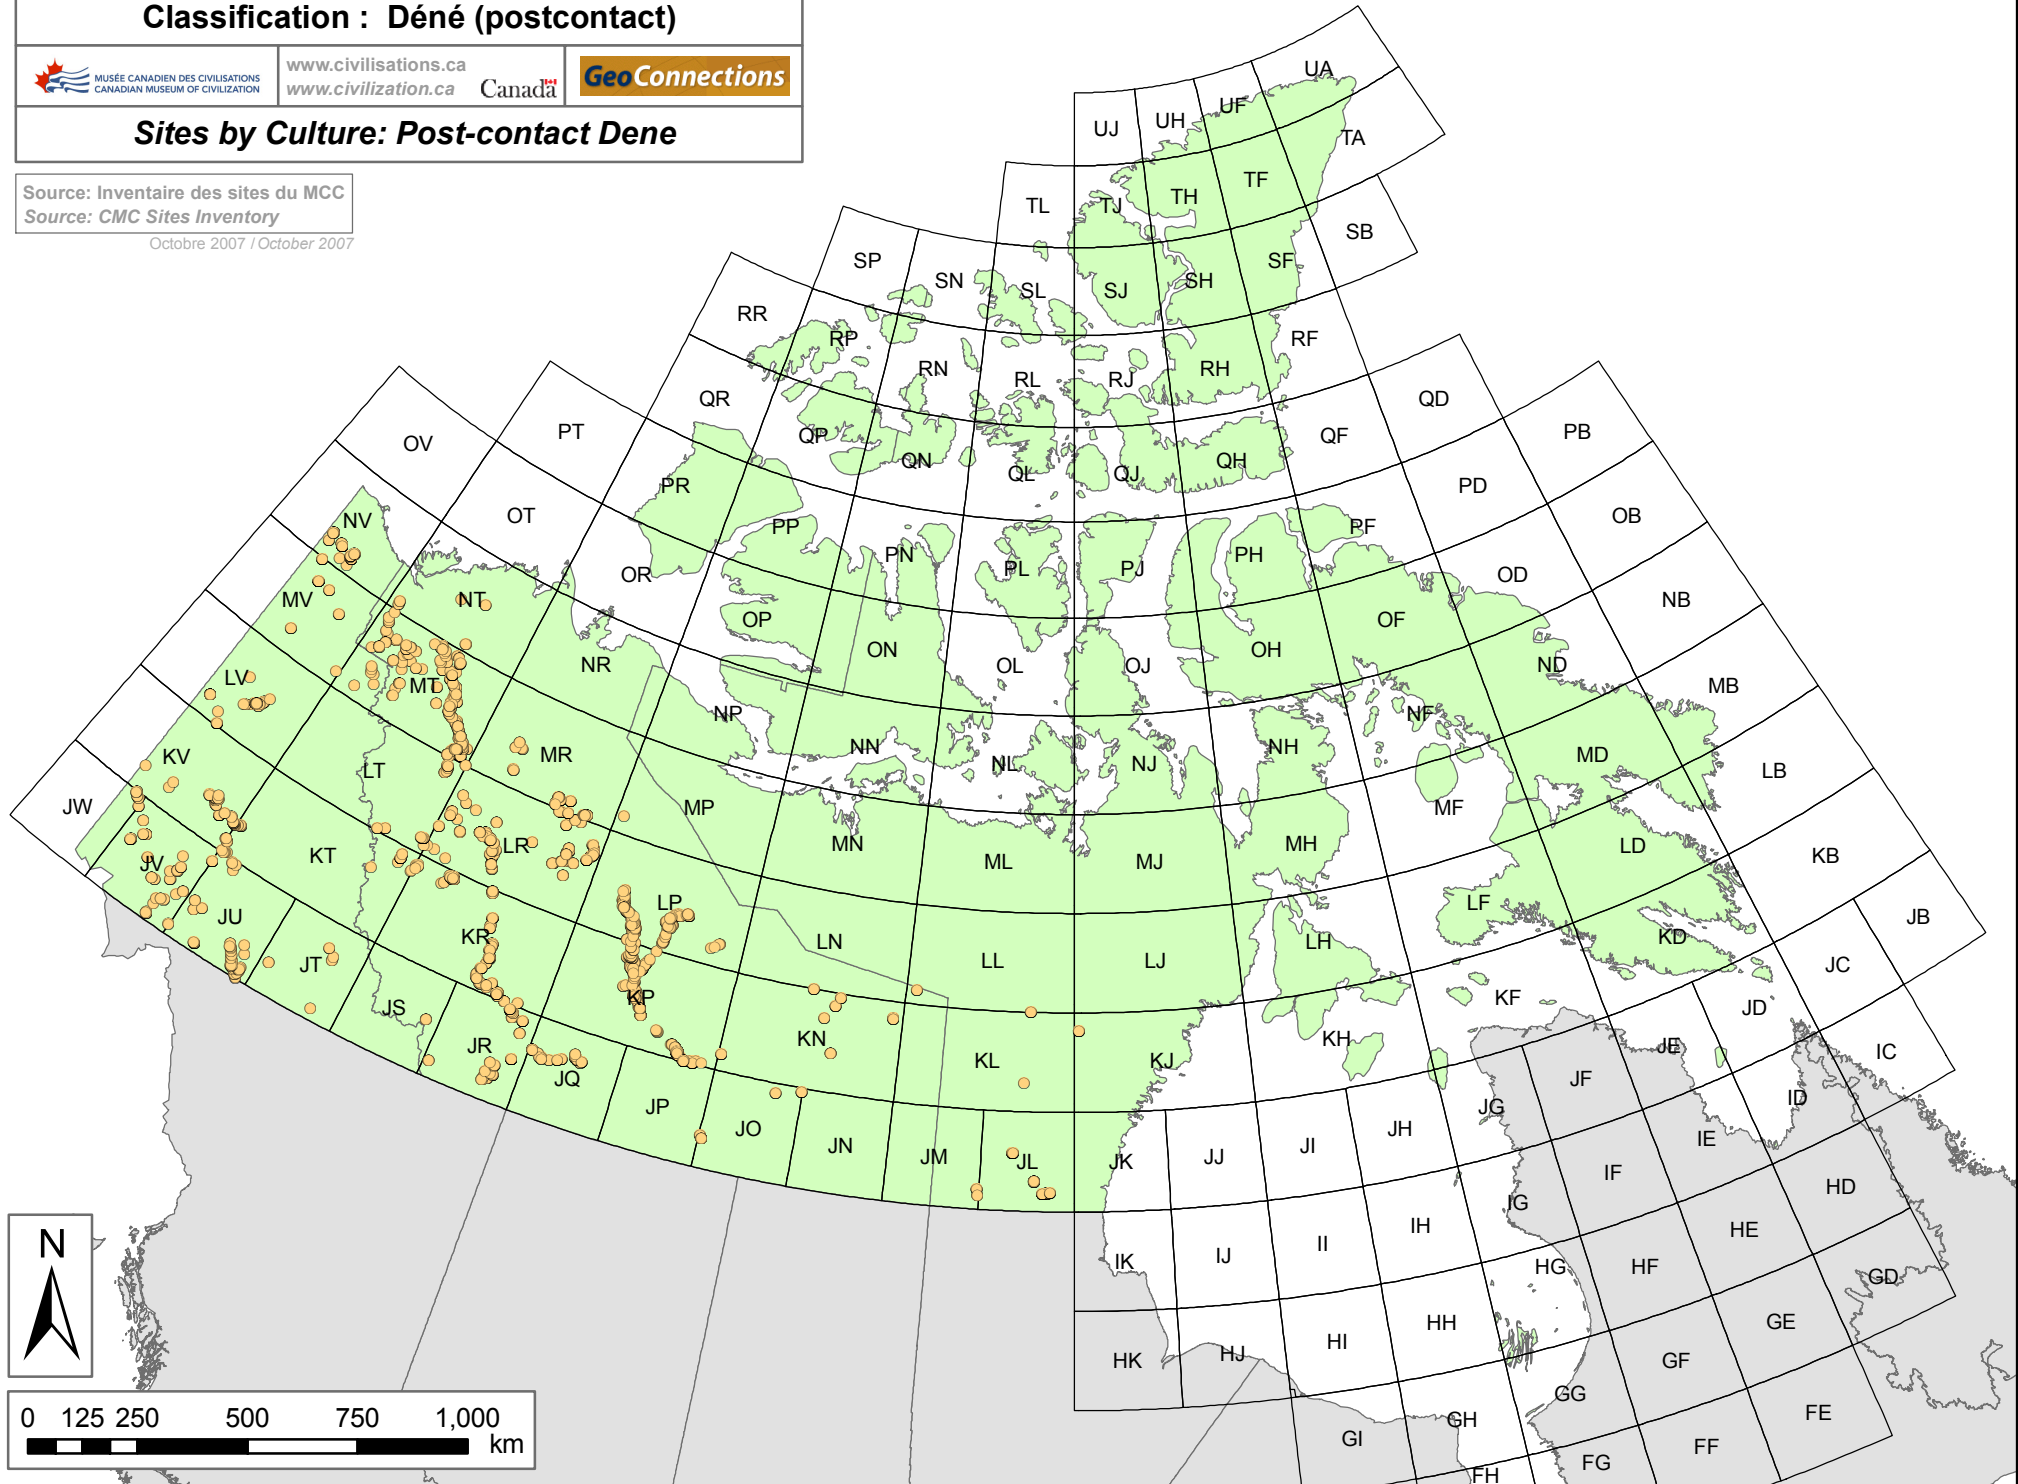 Classification : Déné (postcontact)
MUSÉE CANADIEN DES CIVILISATIONS
CANADIAN MUSEUM OF CIVILIZATION
www.civilisations.ca
www.civilization.ca
Canada
GeoConnections
Sites by Culture: Post-contact Dene
Source: Inventaire des sites du MCC
Source: CMC Sites Inventory
Octobre 2007 / October 2007
UA
UF
UH
UJ
TA
TF
TH
TJ
TL
SB
SF
SH
SJ
SL
SN
SP
RF
RH
RJ
RL
RN
RP
RR
QD
QF
QH
QJ
QL
QN
QP
QR
PB
PD
PF
PH
PJ
PL
PN
PP
PR
PT
OB
OD
OF
OH
OJ
OL
ON
OP
OR
OT
OV
NB
ND
NF
NH
NJ
NL
NN
NP
NR
NT
NV
MB
MD
MF
MH
MJ
ML
MN
MP
MR
MT
MV
LB
LD
LF
LH
LJ
LL
LN
LP
LR
LT
LV
KB
KD
KF
KH
KJ
KL
KN
KP
KR
KT
KV
JB
JC
JD
JE
JF
JG
JH
JI
JJ
JK
JL
JM
JN
JO
JP
JQ
JR
JS
JT
JU
JV
JW
IC
ID
IE
IF
IG
IH
II
IJ
IK
HD
HE
HF
HG
HH
HI
HJ
HK
GD
GE
GF
GG
GH
GI
FE
FF
FG
FH
N
0 125 250 500 750 1,000
km